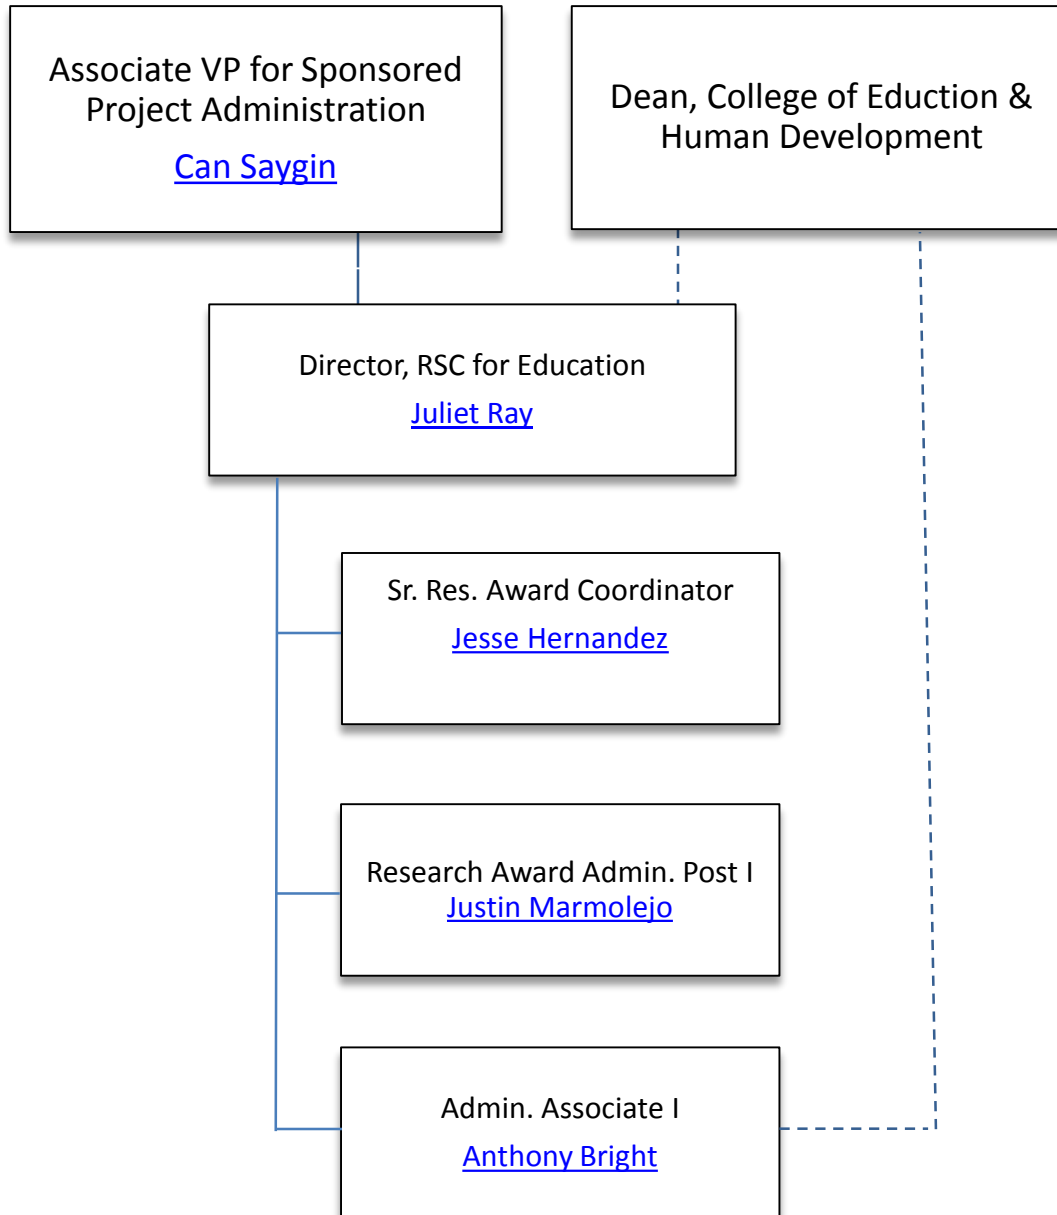 Associate VP for Sponsored
Project Administration
Can Saygin
Dean, College of Eduction &
Human Development
Director, RSC for Education
Juliet Ray
Sr. Res. Award Coordinator
Jesse Hernandez
Research Award Admin. Post I
Justin Marmolejo
Admin. Associate I
Anthony Bright